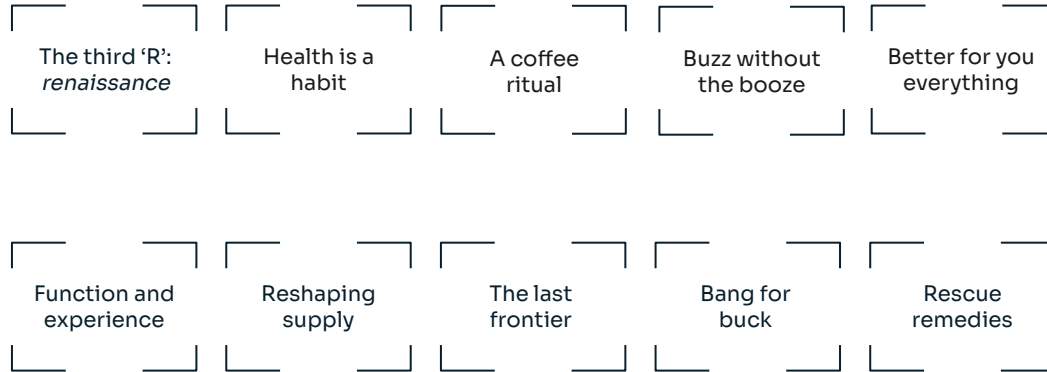 The third ‘R’:
renaissance
Health is a
habit
A coffee
ritual
Buzz without
the booze
Better for you
everything
Function and
experience
Reshaping
supply
The last
frontier
Bang for
buck
Rescue
remedies